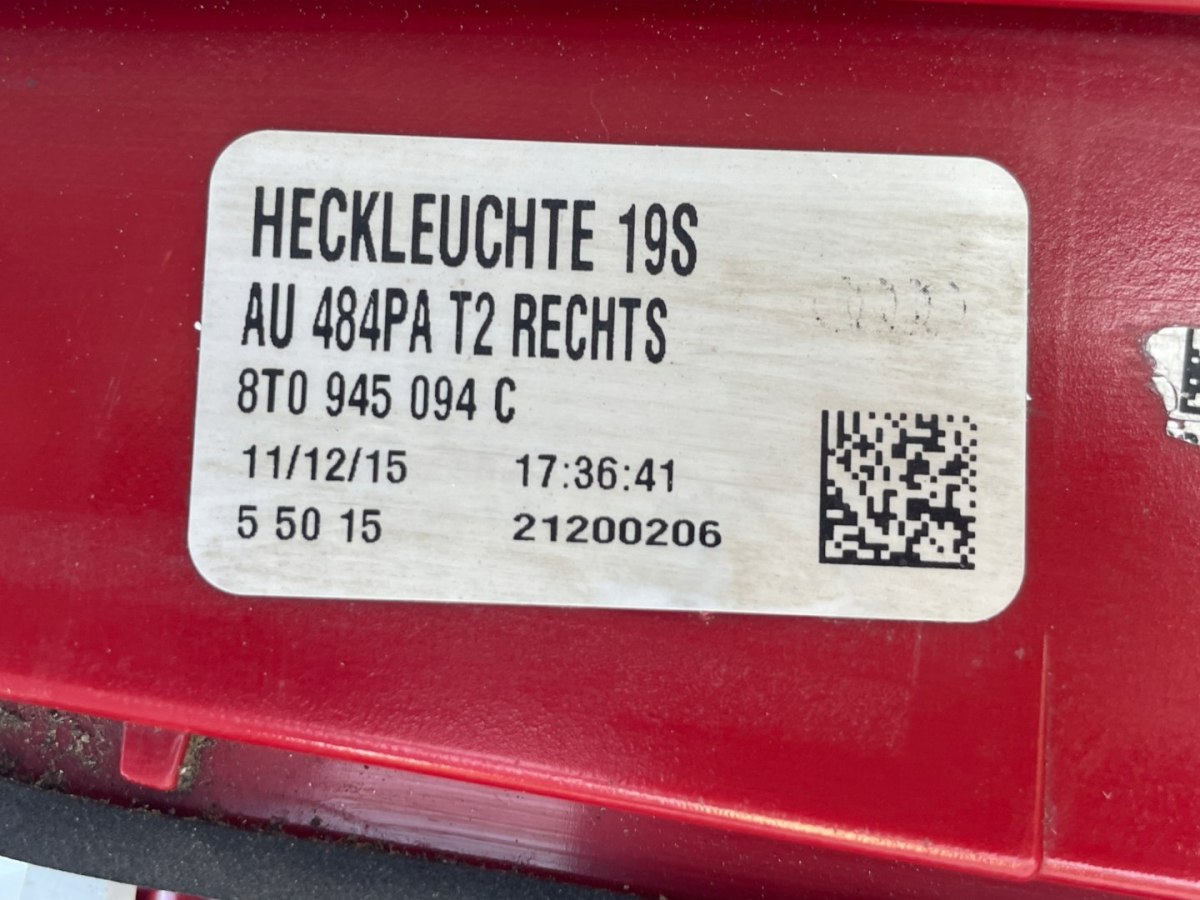 HECKLEUCHTE 19S
AU 484PA T2 RECHTS
8T0 945 094 C
11/12/15 17:36:41
5 50 15 21200206